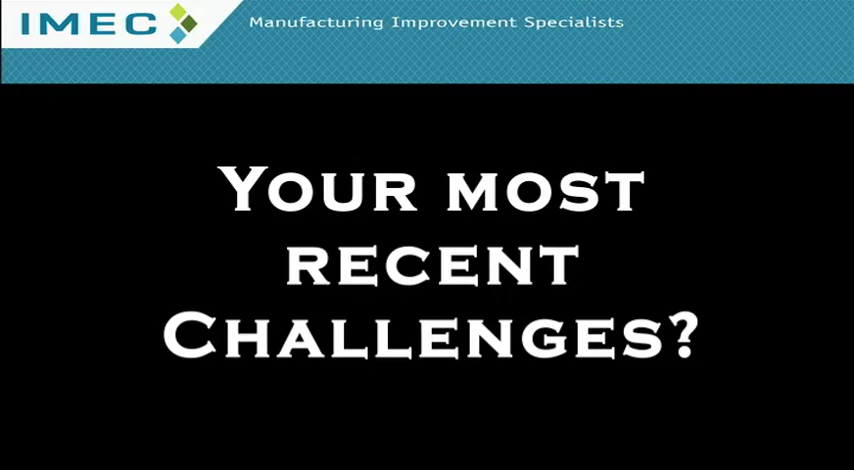 IMEC
Manufacturing Improvement Specialists
YOUR MOST
RECENT
CHALLENGES?